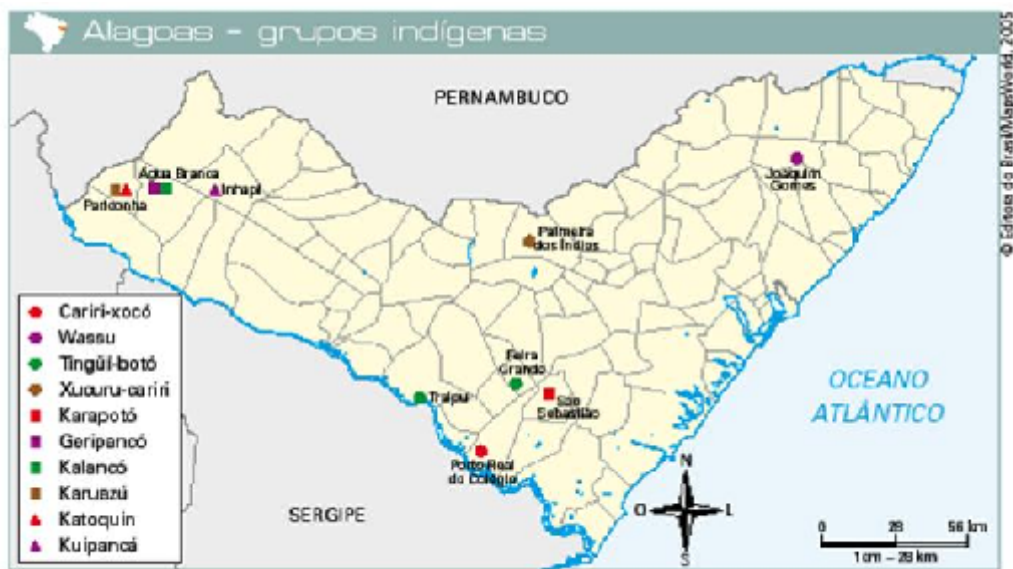 Alagoas – grupos indígenas
© Editora do Brasil/MapsWorld, 2005
PERNAMBUCO
Água Branca
Inhapi
Pariconha
Joaquim
Gomes
Palmeira
dos Índios
Cariri-xocó
Wassu
Tingüi-botó
Xucuru-cariri
Karapotó
Geripancó
Kalancó
Karuazú
Katoquin
Kuipancá
Feira
Grande
Traipu
São
Sebastião
Porto Real
do Colégio
OCEANO
ATLÂNTICO
SERGIPE
N
O
L
S
0
28
56 km
1 cm – 28 km